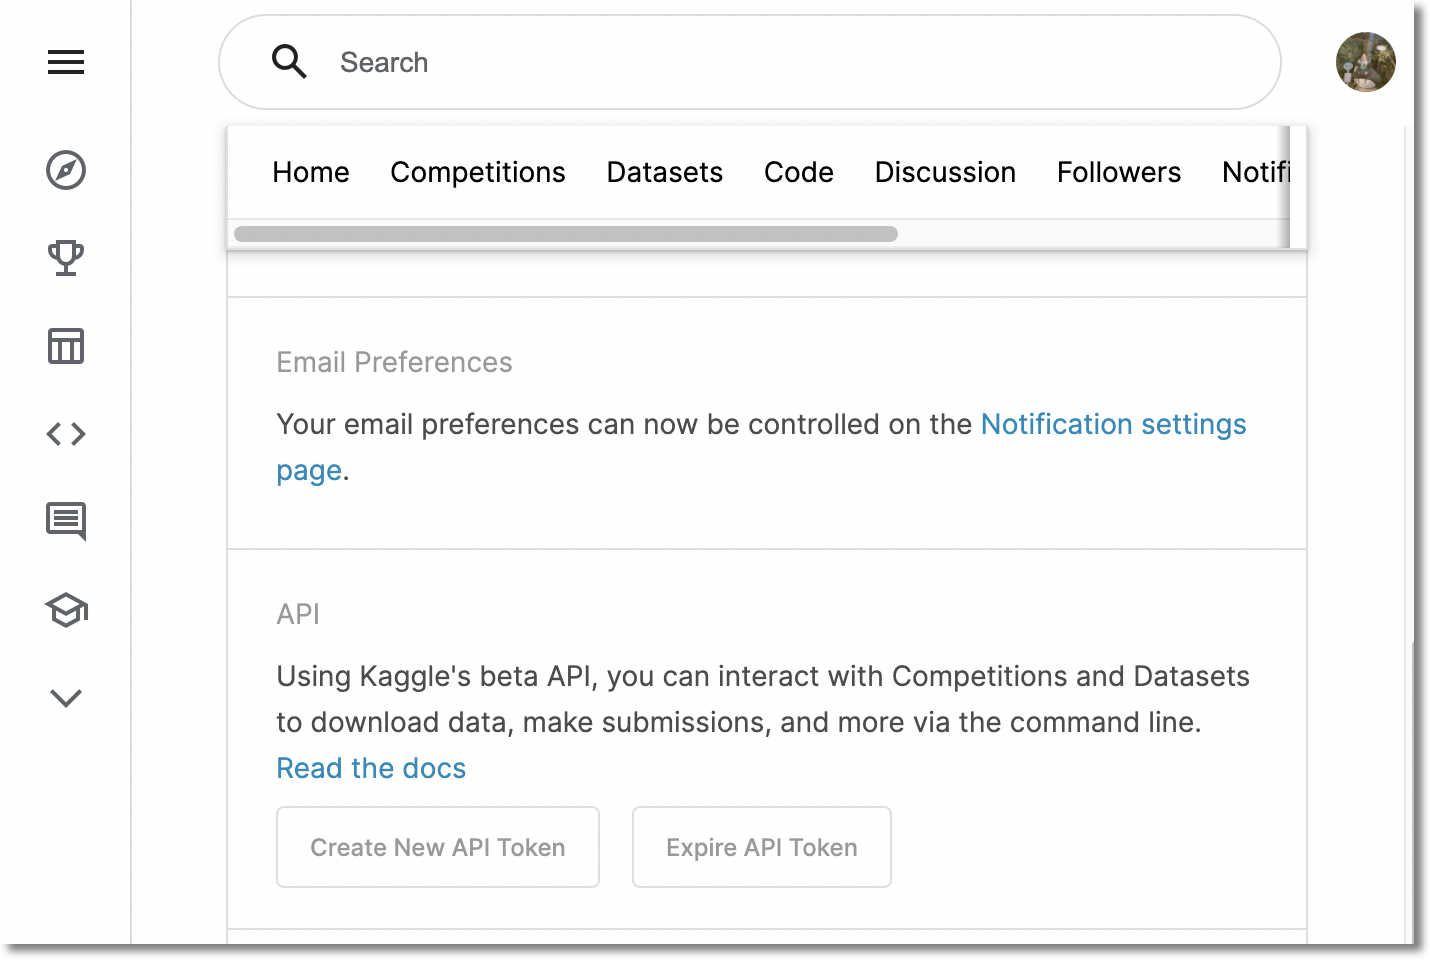 Search
Home Competitions Datasets Code Discussion Followers Notifi
Email Preferences
Your email preferences can now be controlled on the Notification settings
page.
API
Using Kaggle's beta API, you can interact with Competitions and Datasets
to download data, make submissions, and more via the command line.
Read the docs
Create New API Token Expire API Token